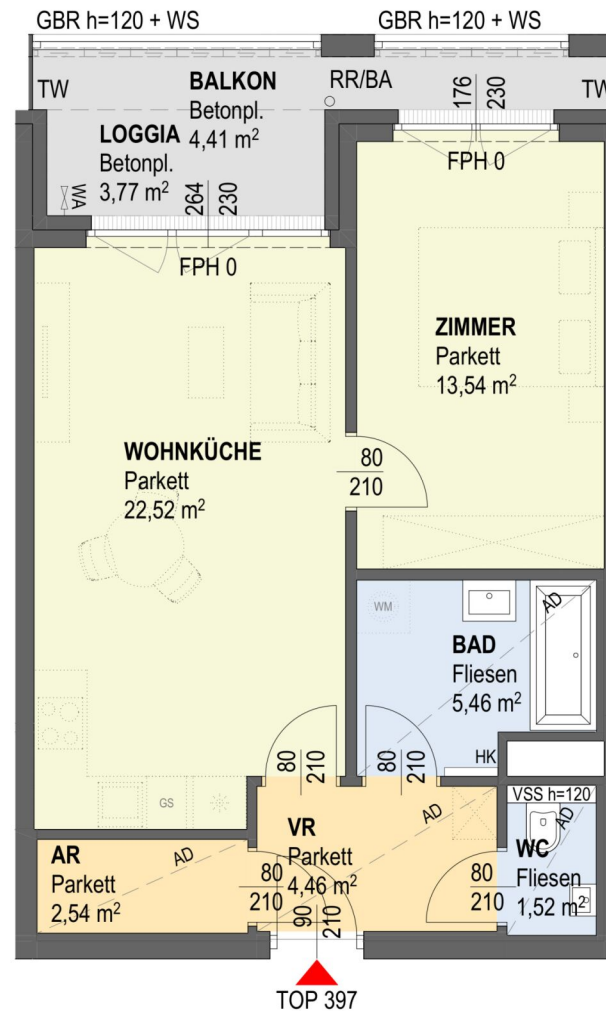 GBR h=120 + WS
GBR h=120 + WS
TW
BALKON
Betonpl.
4,41 m²
RR/BA
176
230
TW
LOGGIA
Betonpl.
3,77 m²
WA
264
230
FPH 0
FPH 0
ZIMMER
Parkett
13,54 m²
WOHNKÜCHE
Parkett
22,52 m²
80
210
WM
AD
BAD
Fliesen
5,46 m²
HK
80
210
80
210
GS
VSS h=120
AD
AD
VR
Parkett
4,46 m²
WC
Fliesen
1,52 m²
AR
Parkett
2,54 m²
AD
80
210
80
210
90
210
TOP 397